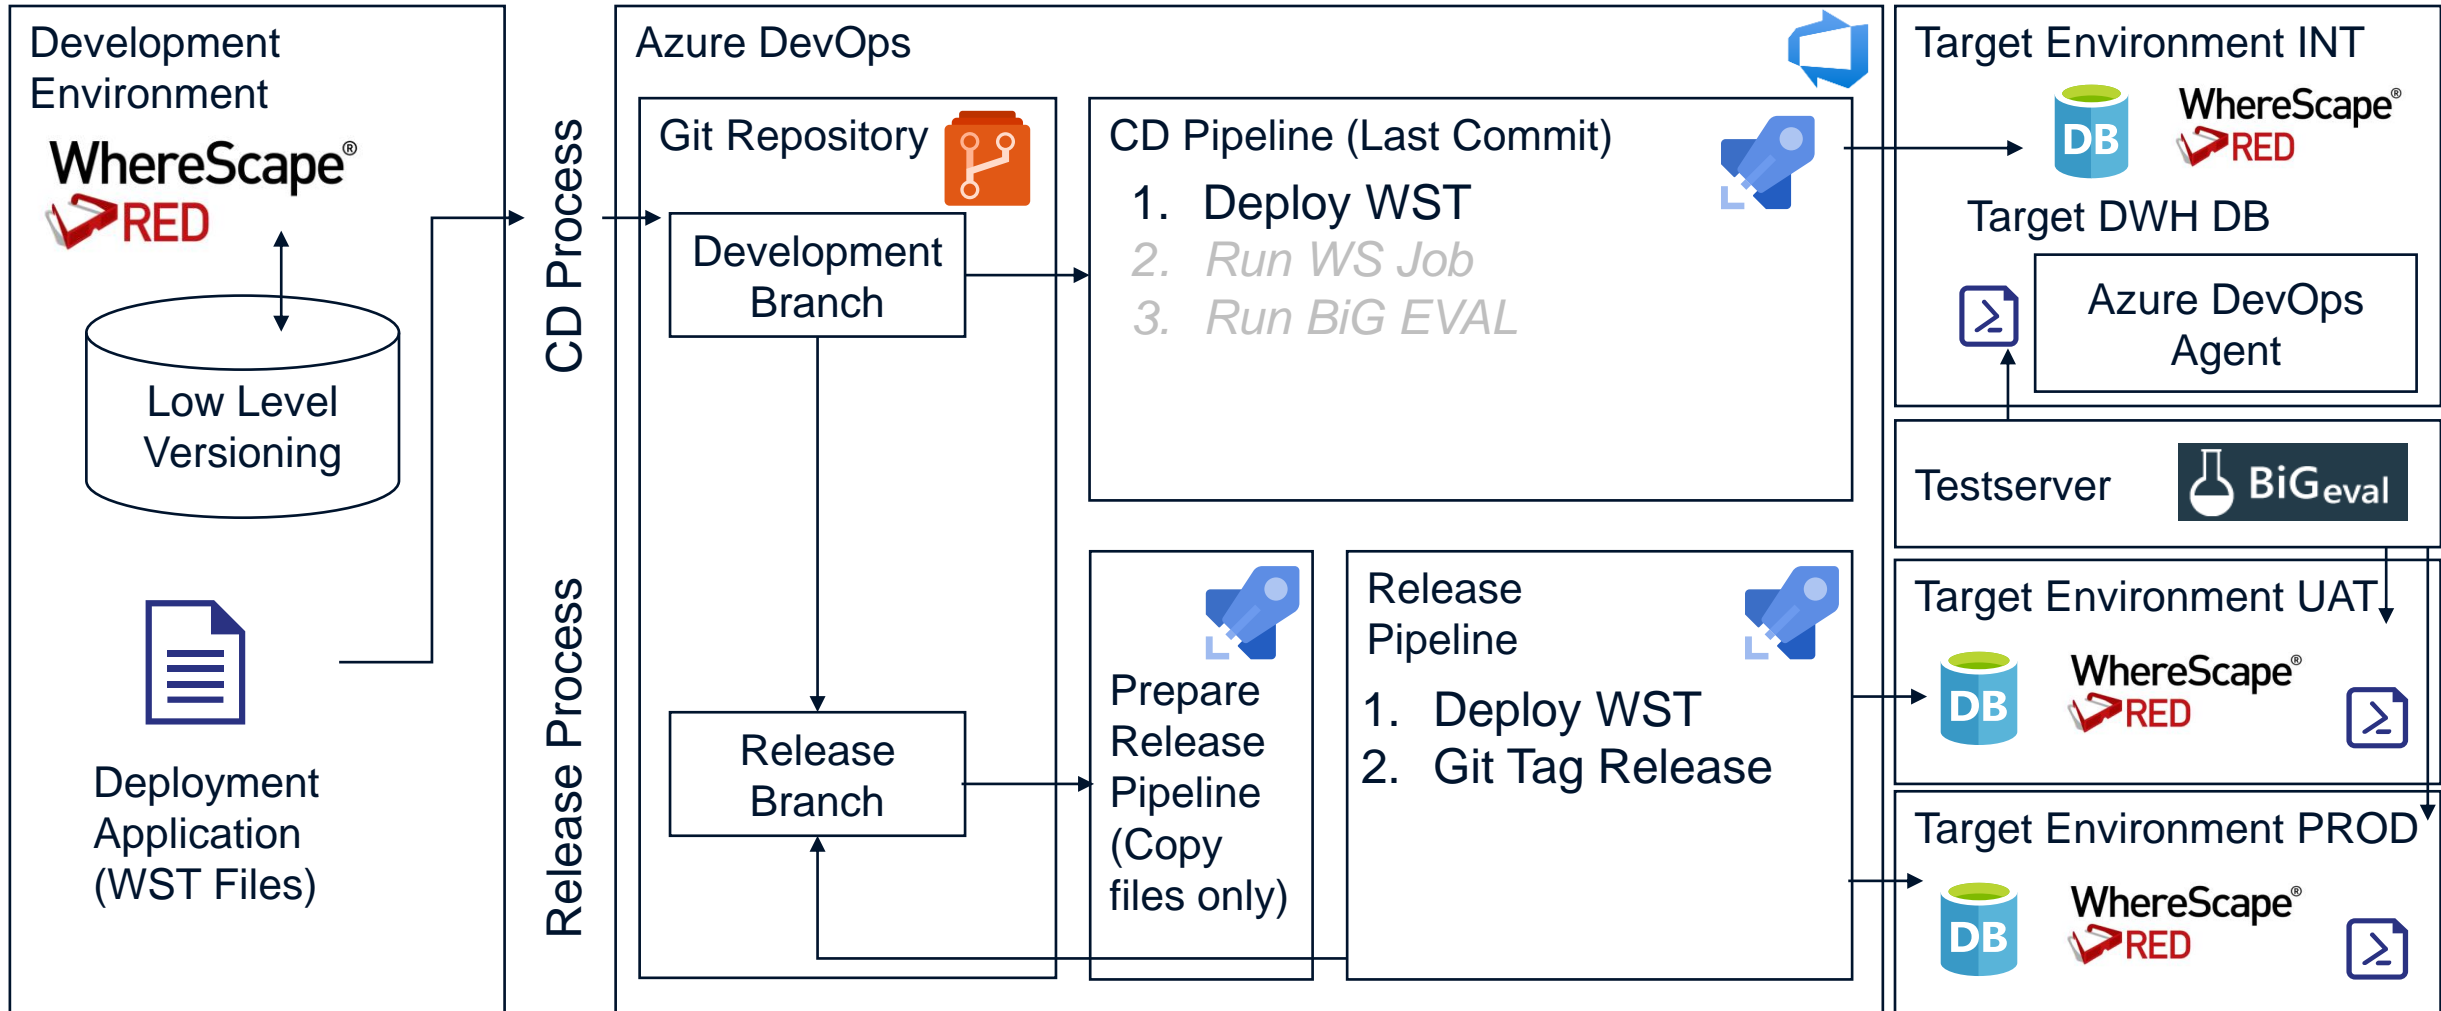 Development
Environment
WhereScape®
RED
Low Level
Versioning
Deployment
Application
(WST Files)
CD Process
Release Process
Azure DevOps
Git Repository
Development
Branch
Release
Branch
CD Pipeline (Last Commit)
1. Deploy WST
2. Run WS Job
3. Run BiG EVAL
Prepare
Release
Pipeline
(Copy
files only)
Release
Pipeline
1. Deploy WST
2. Git Tag Release
Target Environment INT
DB
WhereScape®
RED
Target DWH DB
Azure DevOps
Agent
Testserver
BiGeval
Target Environment UAT
DB
WhereScape®
RED
Target Environment PROD
DB
WhereScape®
RED